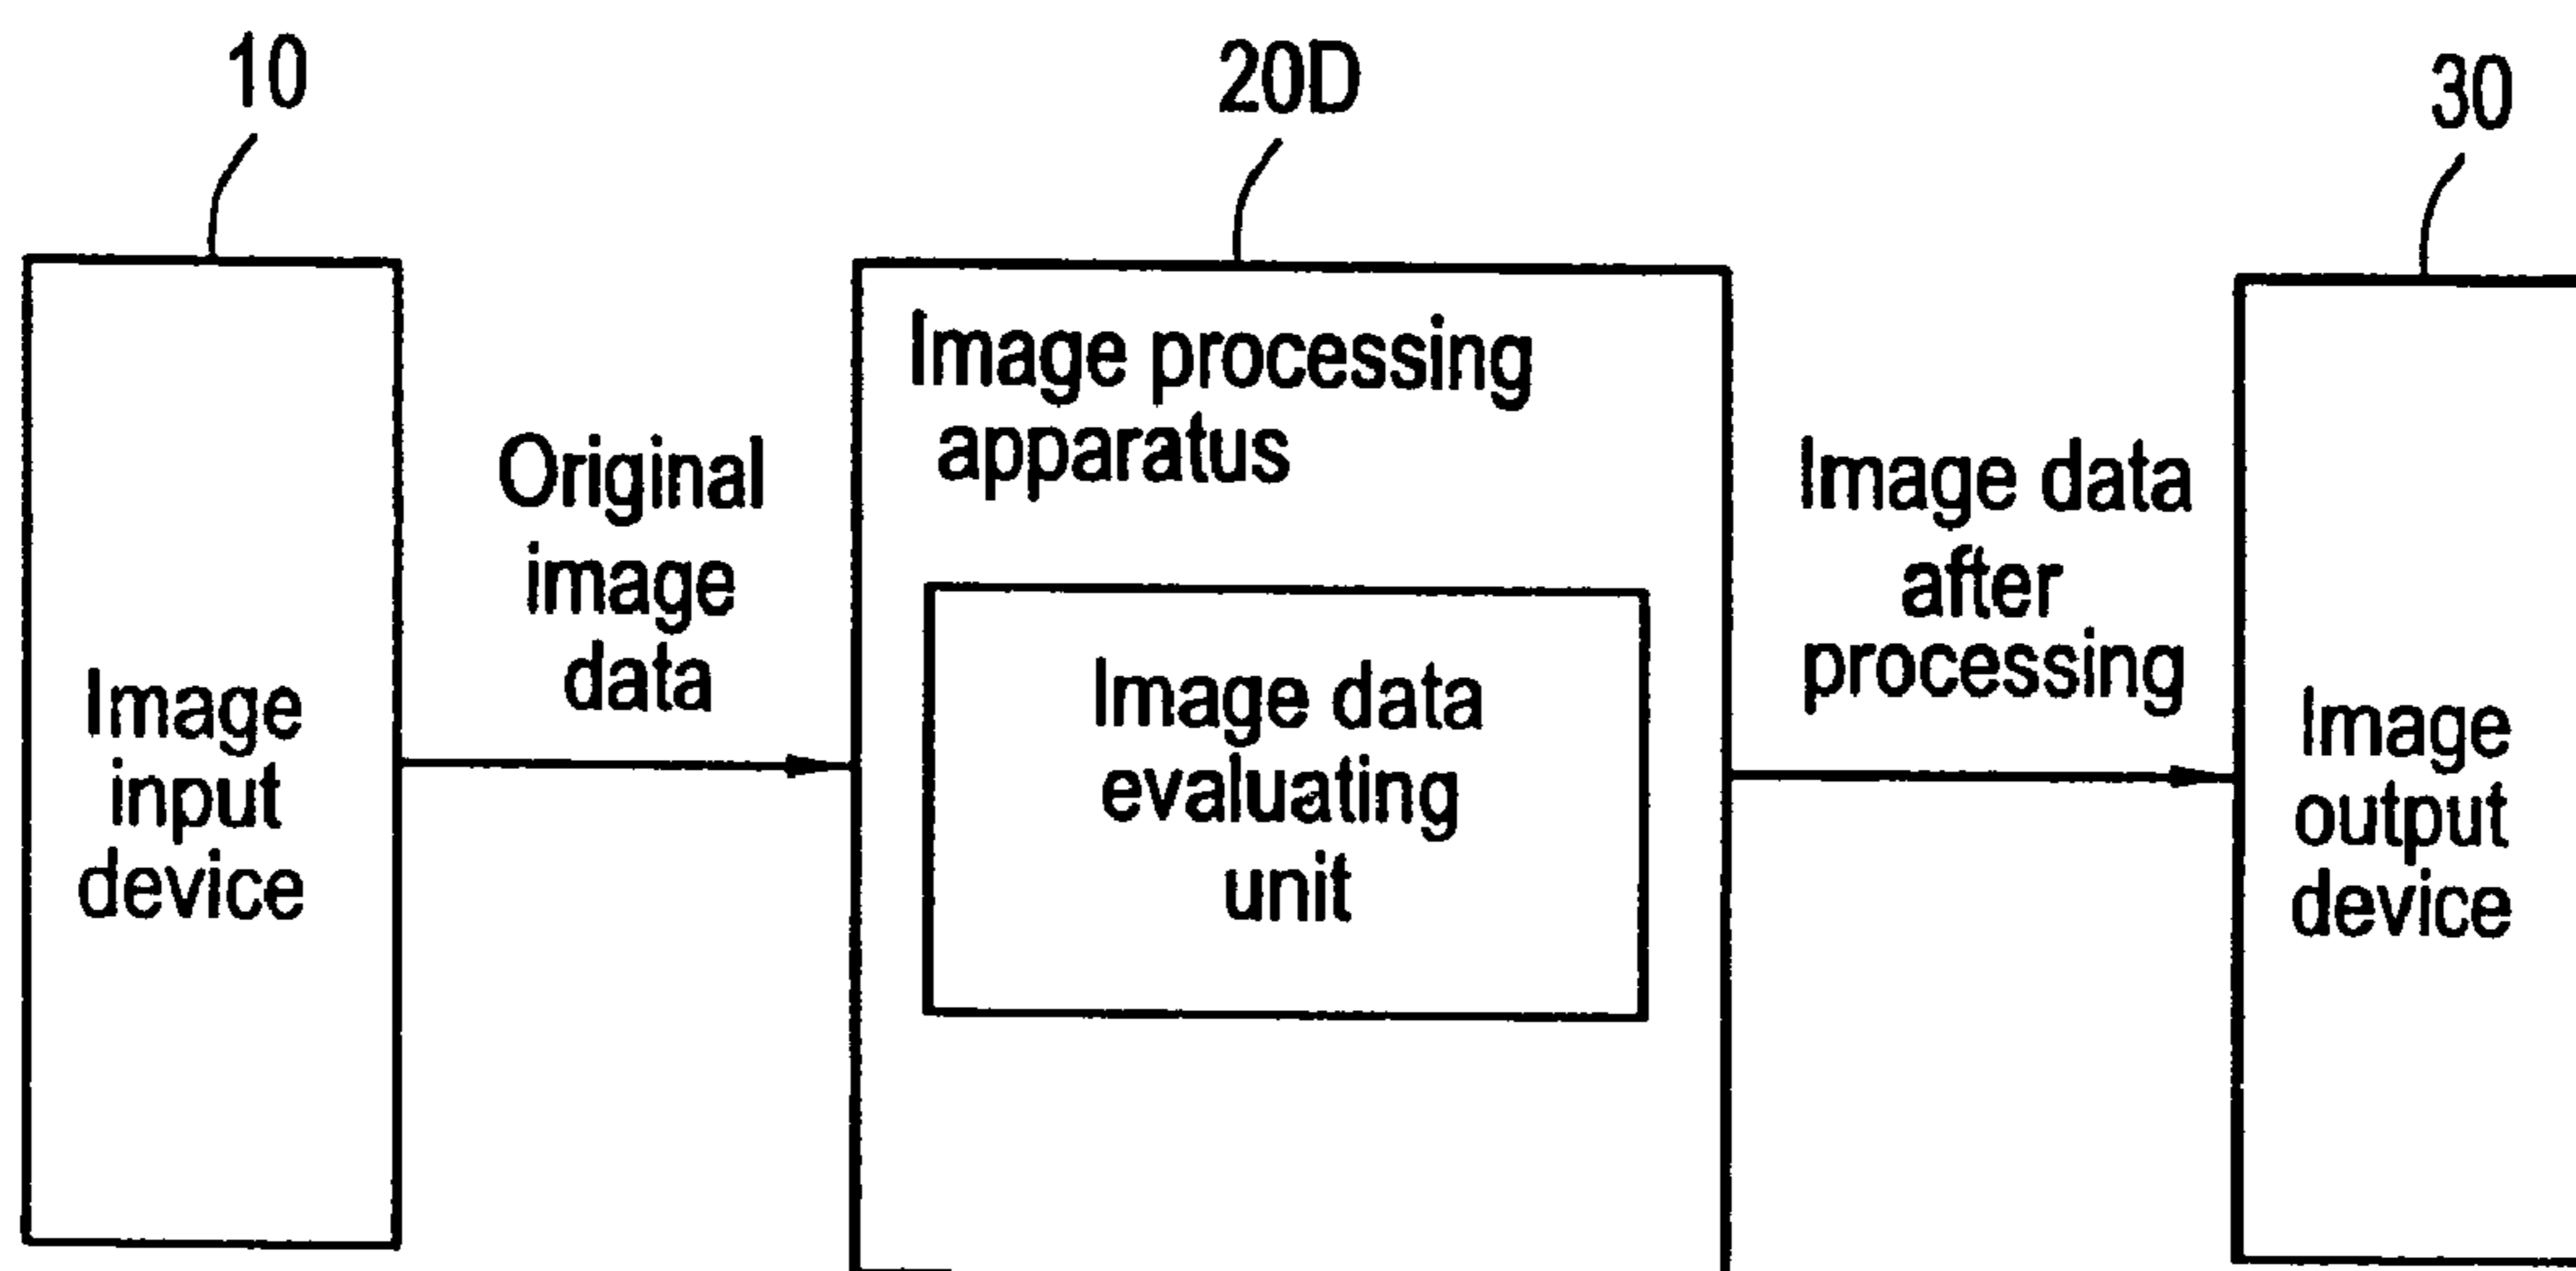 10
20D
30
Image
input
device
Original
image
data
Image processing
apparatus
Image data
evaluating
unit
Image data
after
processing
Image
output
device